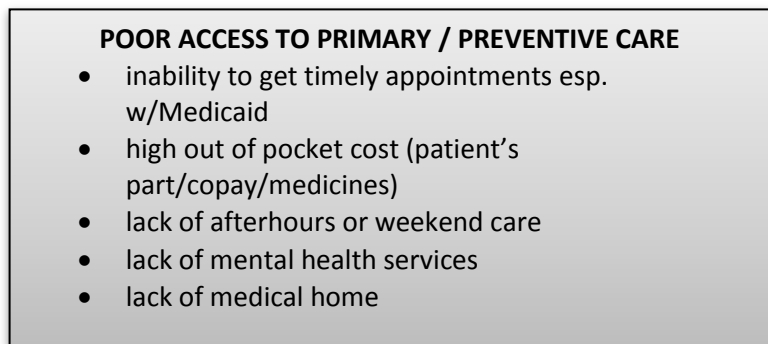 POOR ACCESS TO PRIMARY / PREVENTIVE CARE
• inability to get timely appointments esp.
w/Medicaid
• high out of pocket cost (patient’s
part/copay/medicines)
• lack of afterhours or weekend care
• lack of mental health services
• lack of medical home